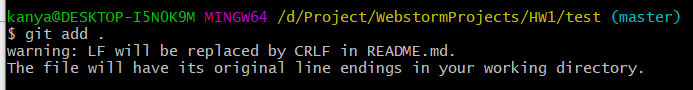 kanya@DESKTOP-I5N0K9M MINGW64 /d/Project/WebstormProjects/HW1/test (master)
$ git add .
warning: LF will be replaced by CRLF in README.md.
The file will have its original line endings in your working directory.